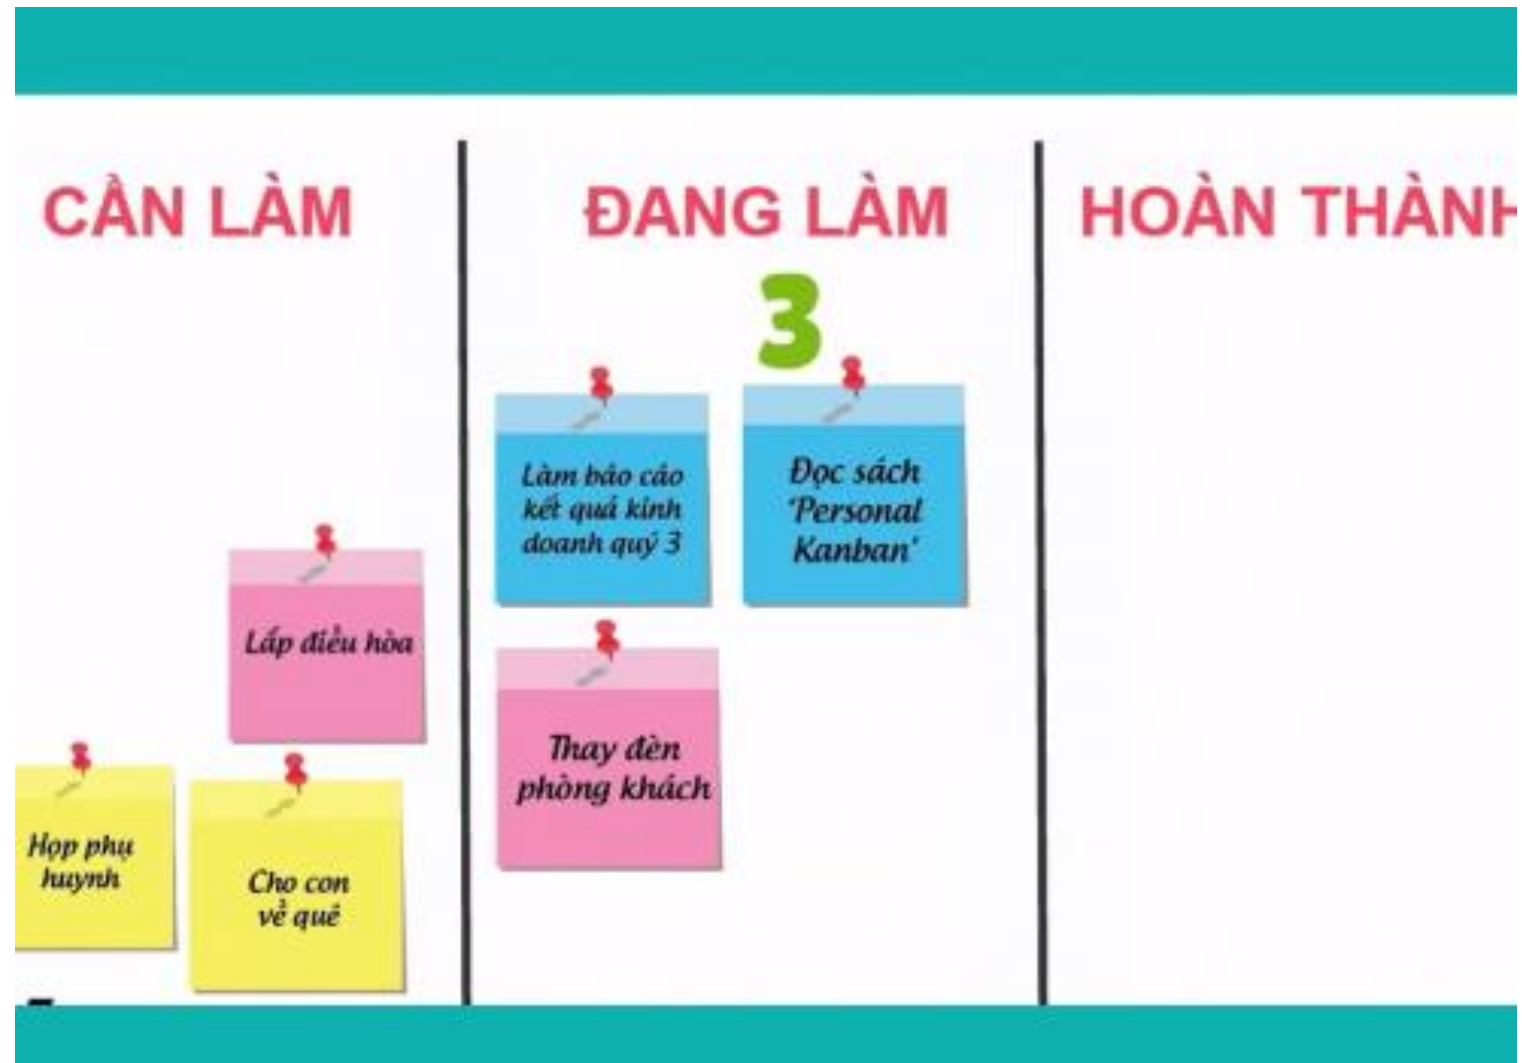 CẦN LÀM
ĐANG LÀM
HOÀN THÀNH
3
Làm báo cáo
kết quả kinh
doanh quý 3
Đọc sách
'Personal
Kanban'
Lắp điều hòa
Thay đèn
phòng khách
Họp phụ
huynh
Cho con
về quê